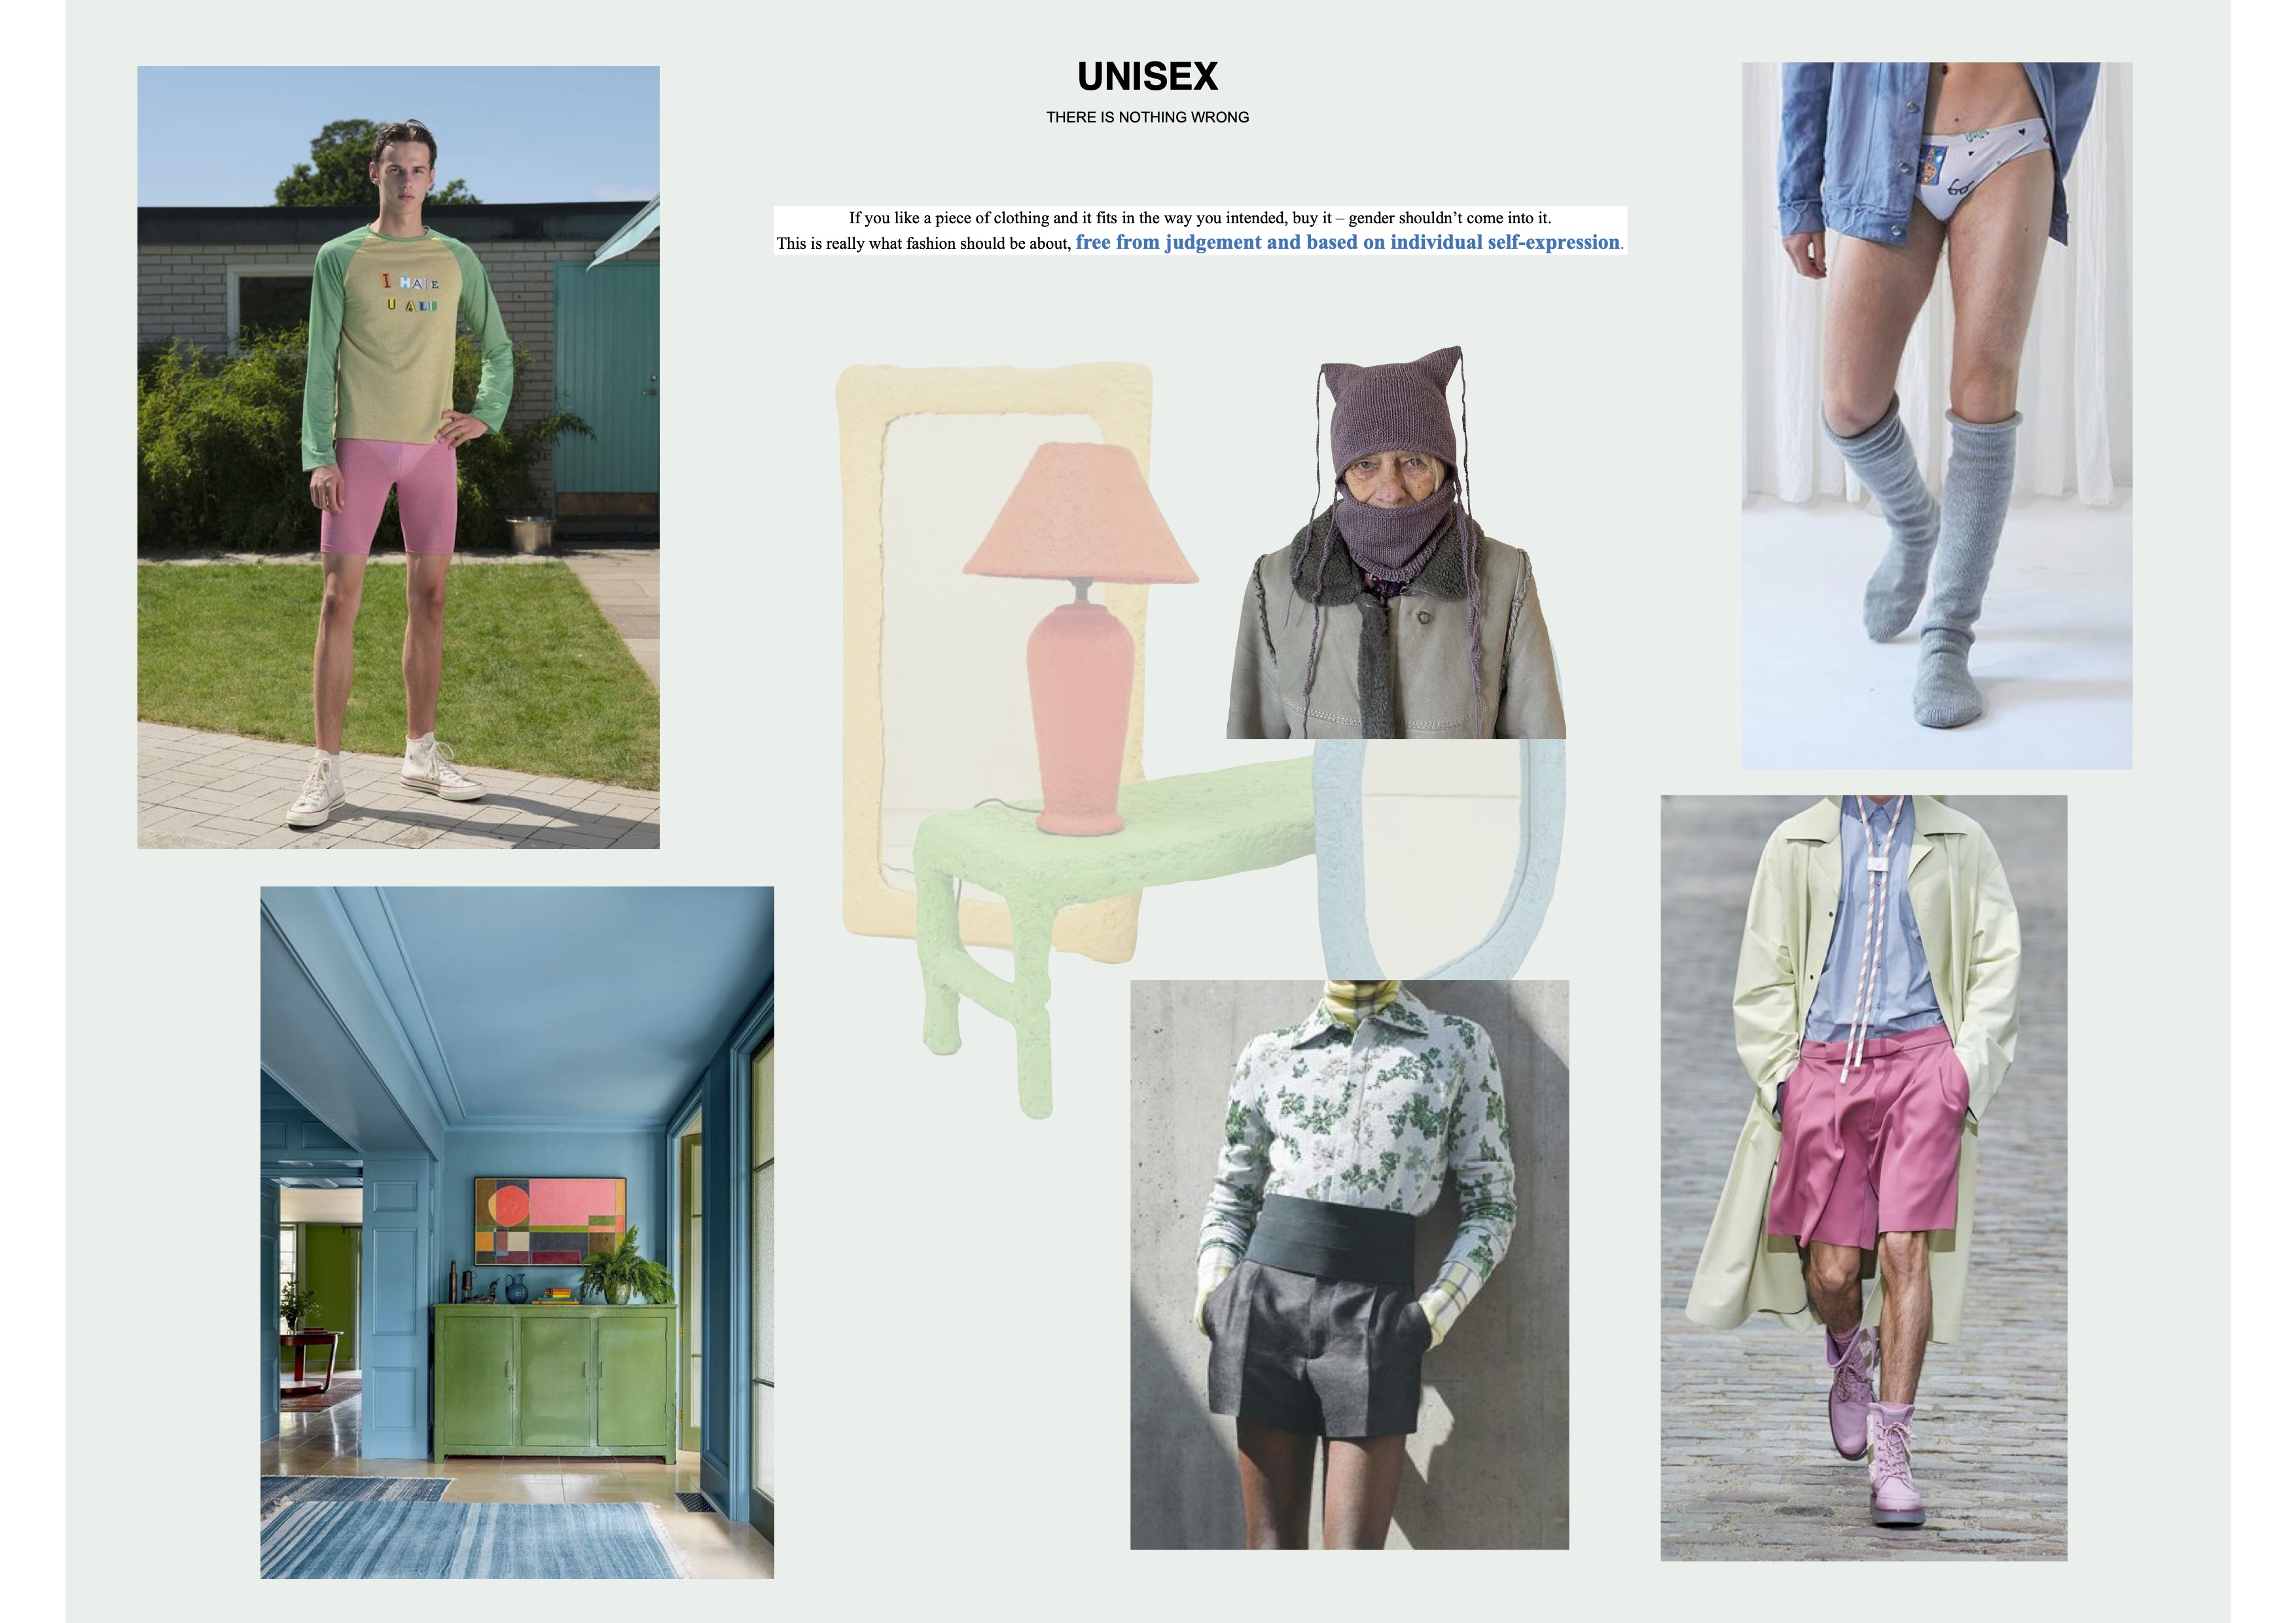 UNISEX
THERE IS NOTHING WRONG
If you like a piece of clothing and it fits in the way you intended, buy it – gender shouldn’t come into it.
This is really what fashion should be about, free from judgement and based on individual self-expression.
I HATE
U ALL